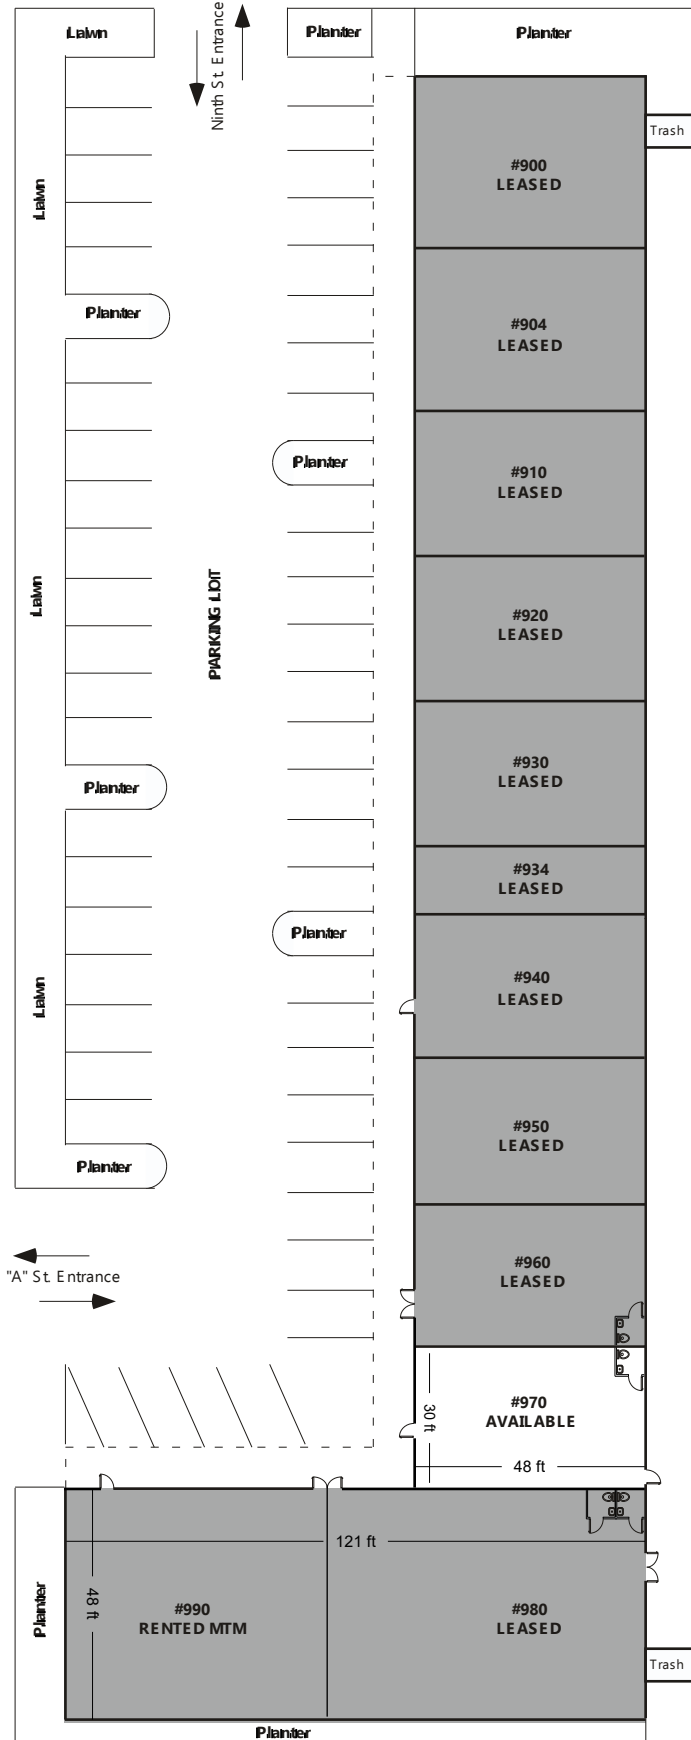 Lawn
Ninth St. Entrance
Planter
Planter
Trash
#900
LEASED
Lawn
Planter
#904
LEASED
Planter
#910
LEASED
Lawn
PARKING LOT
#920
LEASED
#930
LEASED
Planter
#934
LEASED
Planter
Lawn
#940
LEASED
#950
LEASED
Planter
#960
LEASED
"A" St. Entrance
#970
AVAILABLE
30 ft
48 ft
121 ft
48 ft
Planter
#990
RENTED MTM
#980
LEASED
Trash
Planter